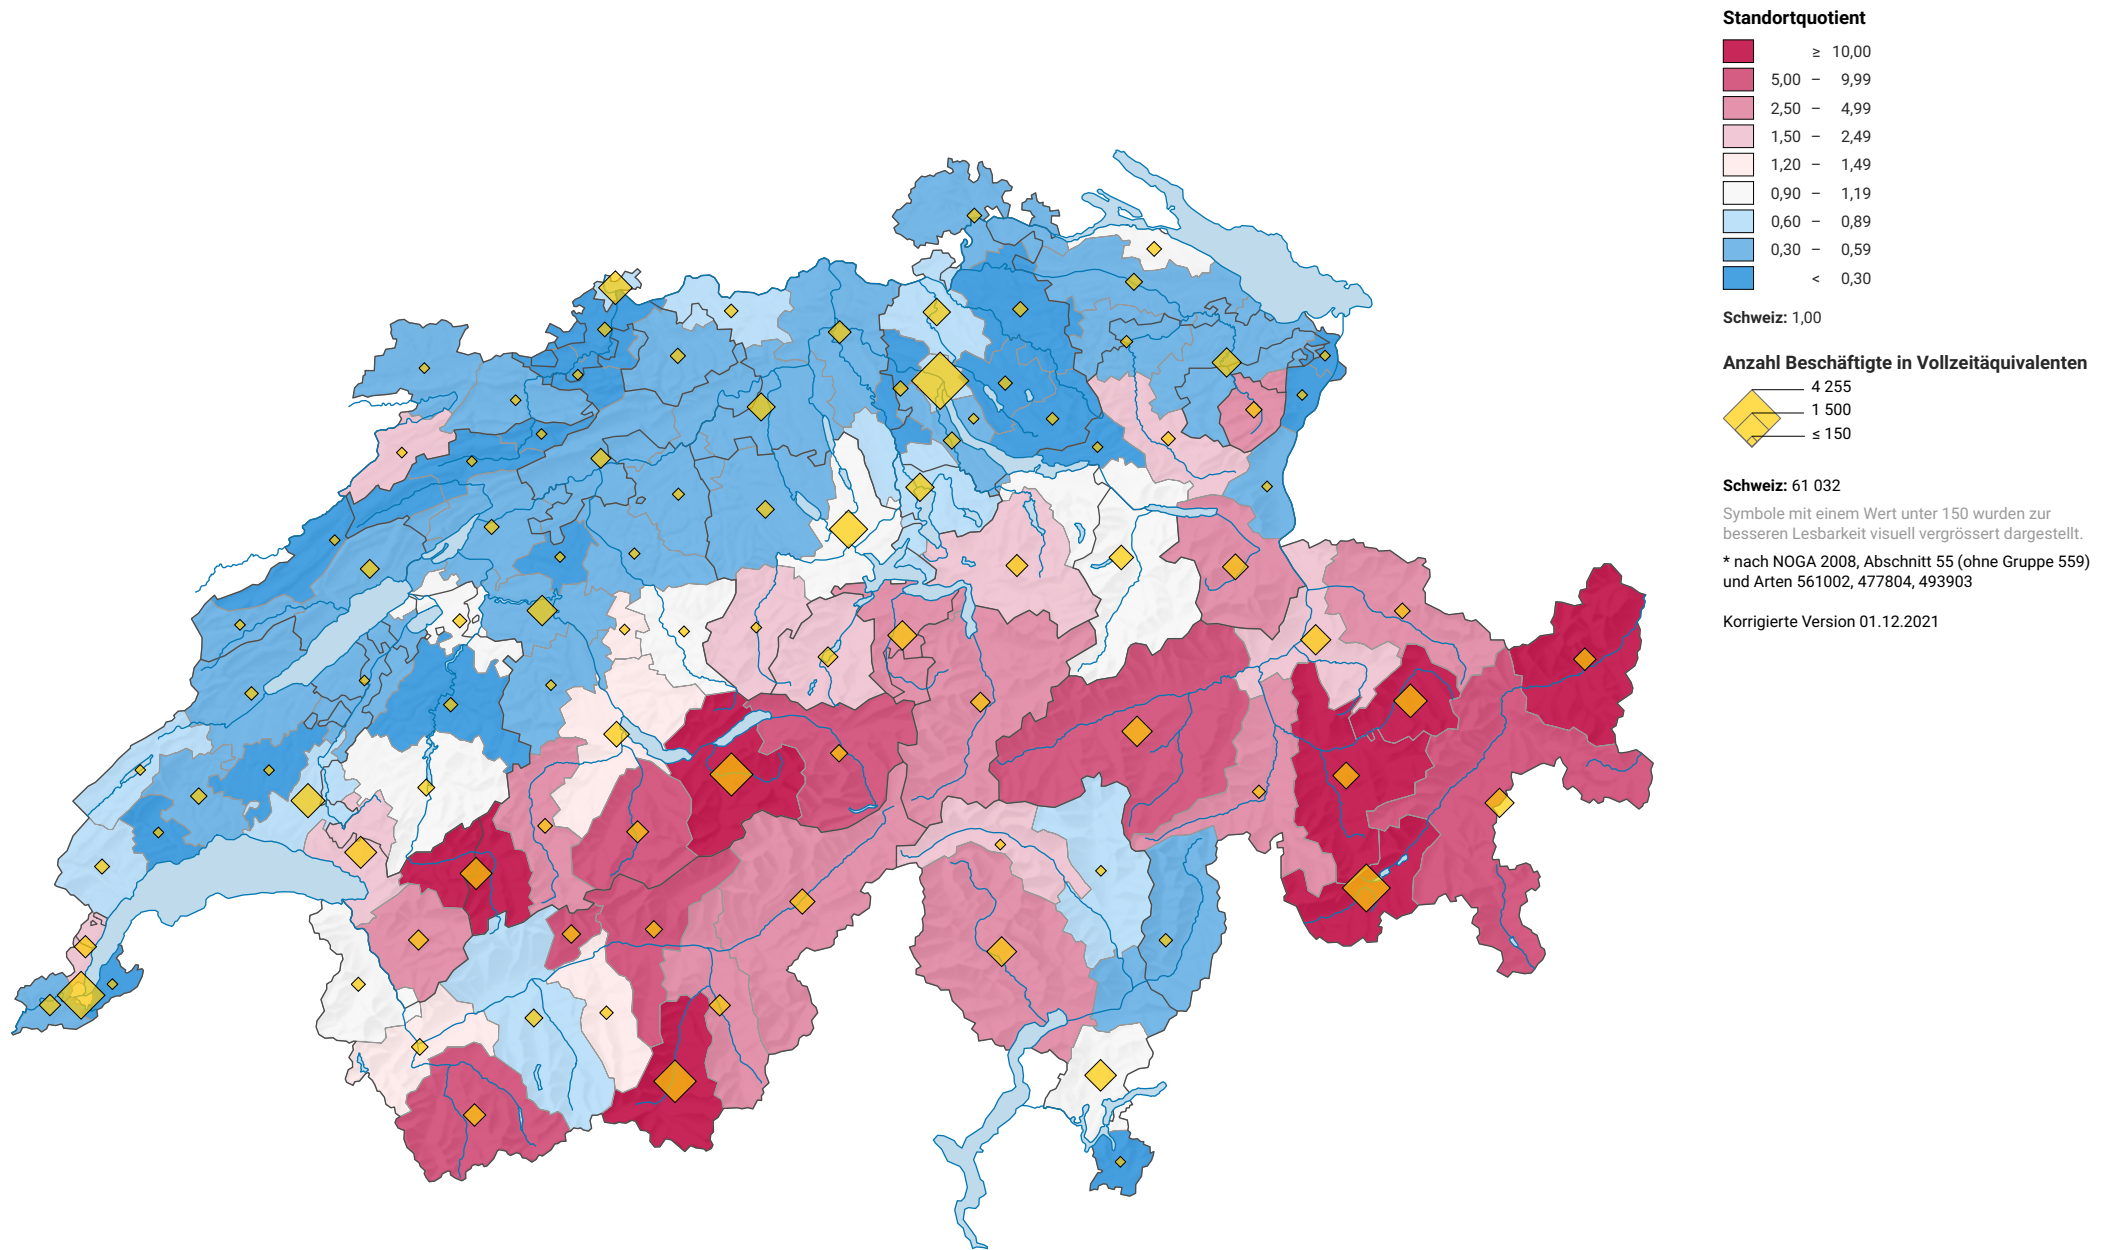 Standortquotient
≥ 10,00
5,00 – 9,99
2,50 – 4,99
1,50 – 2,49
1,20 – 1,49
0,90 – 1,19
0,60 – 0,89
0,30 – 0,59
< 0,30
Schweiz: 1,00
Anzahl Beschäftigte in Vollzeitäquivalenten
4 255
1 500
≤ 150
Schweiz: 61 032
Symbole mit einem Wert unter 150 wurden zur
besseren Lesbarkeit visuell vergrössert dargestellt.
* nach NOGA 2008, Abschnitt 55 (ohne Gruppe 559)
und Arten 561002, 477804, 493903
Korrigierte Version 01.12.2021